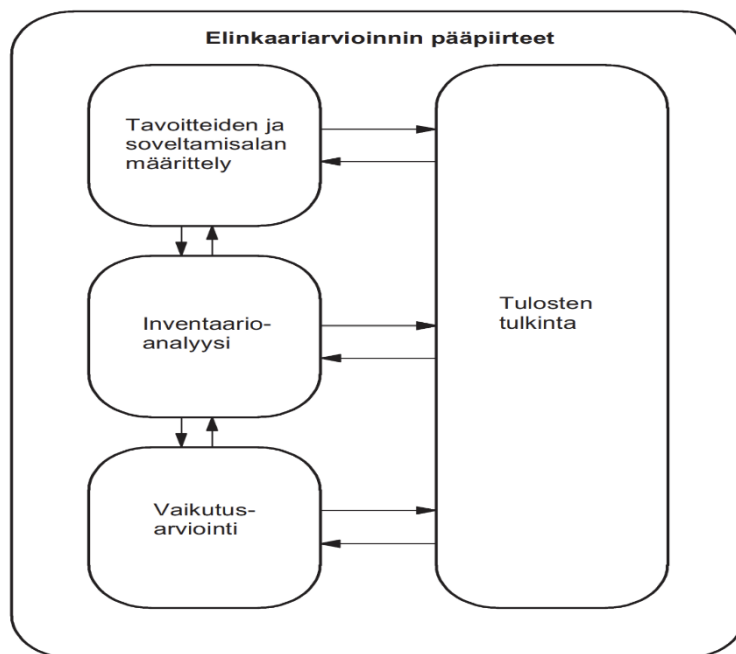 Elinkaariarvioinnin pääpiirteet
Tavoitteiden ja
soveltamisalan
määrittely
Inventaario-
analyysi
Vaikutus-
arviointi
Tulosten
tulkinta